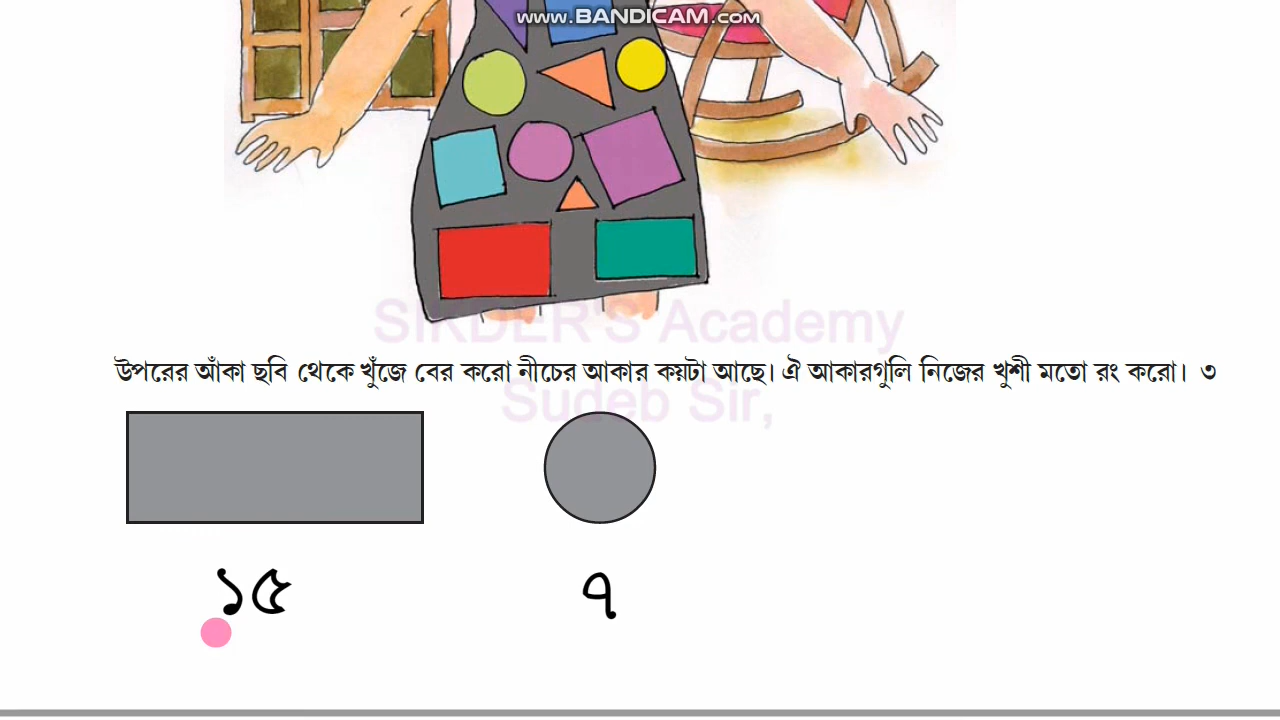 www.BANDICAM.com
SIKDER'S Academy
উপরের আঁকা ছবি থেকে খুঁজে বের করো নীচের আকার কয়টা আছে। ঐ আকারগুলি নিজের খুশী মতো রং করো। ৩
Sudeb Sir,
১৫ ৭